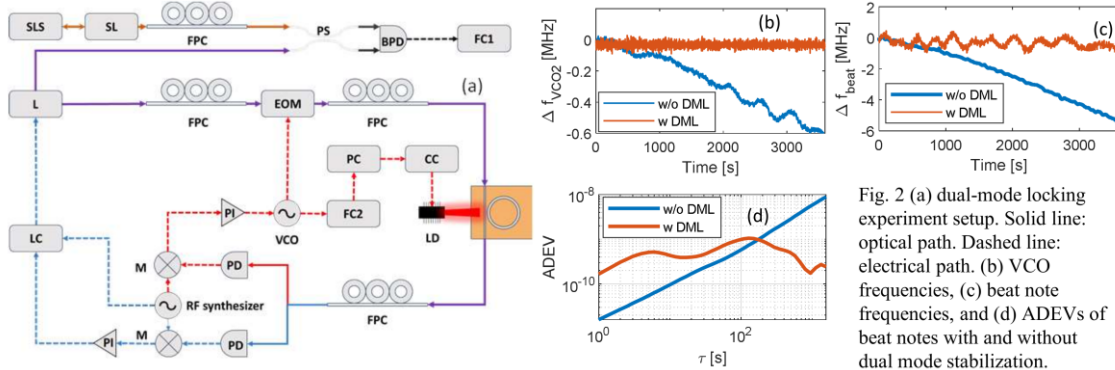 SLS
SL
FPC
PS
BPD
FC1
(a)
L
FPC
EOM
FPC
PC
CC
PI
VCO
FC2
LD
LC
M
PD
RF synthesizer
FPC
M
PI
PD
(b)
Δ f_VCO2 [MHz]
0
-0.2
-0.4
-0.6
w/o DML
w DML
0 1000 2000 3000
Time [s]
(c)
Δ f_beat [MHz]
2
0
-2
-4
-6
w/o DML
w DML
0 1000 2000 3000
Time [s]
(d)
ADEV
10^-8
10^-10
w/o DML
w DML
10^0 10^2
τ [s]
Fig. 2 (a) dual-mode locking
experiment setup. Solid line:
optical path. Dashed line:
electrical path. (b) VCO
frequencies, (c) beat note
frequencies, and (d) ADEVs of
beat notes with and without
dual mode stabilization.